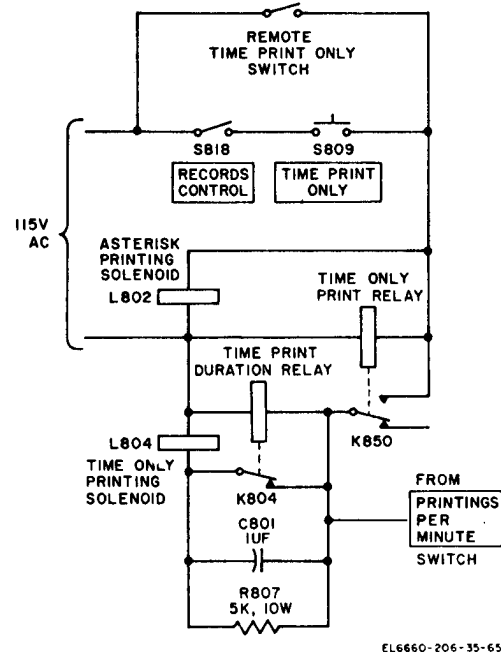 REMOTE
TIME PRINT ONLY
SWITCH
S818
S809
RECORDS
CONTROL
TIME PRINT
ONLY
115V
AC
ASTERISK
PRINTING
SOLENOID
L802
TIME ONLY
PRINT RELAY
TIME PRINT
DURATION RELAY
L804
TIME ONLY
PRINTING
SOLENOID
K850
K804
FROM
PRINTINGS
PER
MINUTE
SWITCH
C801
1UF
R807
5K, 10W
EL6660-206-35-65